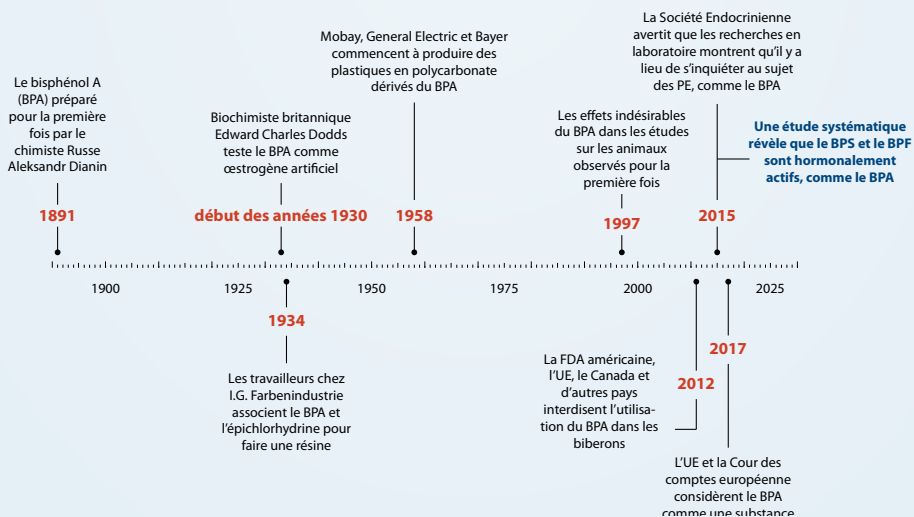 Le bisphénol A
(BPA) préparé
pour la première
fois par le
chimiste Russe
Aleksandr Dianin
1891
Biochimiste britannique
Edward Charles Dodds
teste le BPA comme
œstrogène artificiel
début des années 1930
Mobay, General Electric et Bayer
commencent à produire des
plastiques en polycarbonate
dérivés du BPA
1958
Les effets indésirables
du BPA dans les études
sur les animaux
observés pour la
première fois
1997
La Société Endocrinienne
avertit que les recherches en
laboratoire montrent qu'il y a
lieu de s'inquiéter au sujet
des PE, comme le BPA
2015
Une étude systématique
révèle que le BPS et le BPF
sont hormonalement
actifs, comme le BPA
1900
1925
1950
1975
2000
2025
1934
Les travailleurs chez
I.G. Farbenindustrie
associent le BPA et
l'épichlorhydrine pour
faire une résine
La FDA américaine,
l'UE, le Canada et
d'autres pays
interdisent l'utilisa-
tion du BPA dans les
biberons
2012
2017
L'UE et la Cour des
comptes européenne
considèrent le BPA
comme une substance